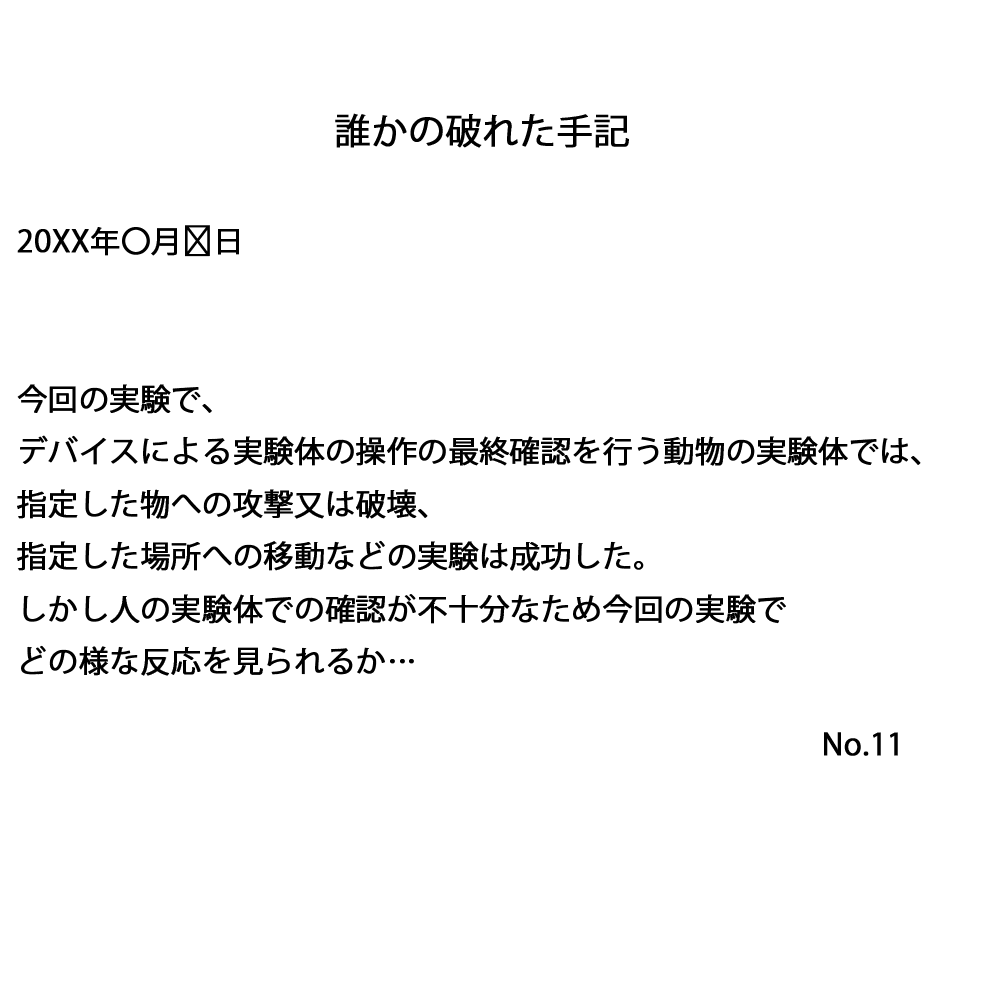 誰かの破れた手記
20XX年〇月☒日
今回の実験で、
デバイスによる実験体の操作の最終確認を行う動物の実験体では、
指定した物への攻撃又は破壊、
指定した場所への移動などの実験は成功した。
しかし人の実験体での確認が不十分なため今回の実験で
どの様な反応を見られるか…
No.11